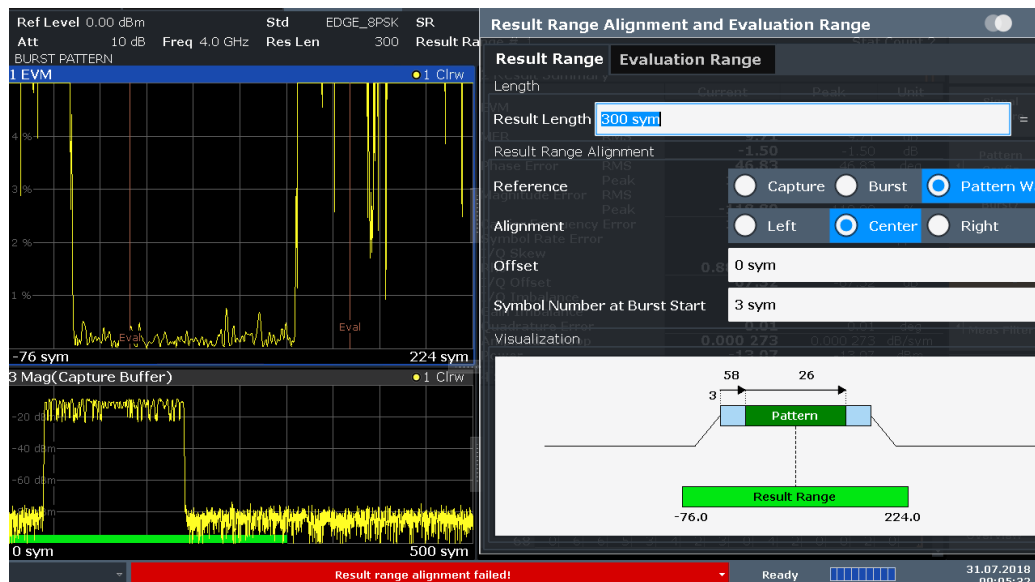 Ref Level 0.00 dBm Std EDGE_8PSK SR
Att 10 dB Freq 4.0 GHz Res Len 300 Result Ra
BURST PATTERN
1 EVM 1 Clrw
4 %
3 %
2 %
1 %
Eval
Eval
-76 sym 224 sym
3 Mag(Capture Buffer) 1 Clrw
-20 dBm
-40 dBm
-60 dBm
0 sym 500 sym
Result Range Alignment and Evaluation Range
Result Range Evaluation Range
Length
Result Length 300 sym =
Result Range Alignment
Reference Capture Burst Pattern W
Alignment Left Center Right
Offset 0 sym
Symbol Number at Burst Start 3 sym
Visualization
58 26
3
Pattern
Result Range
-76.0 224.0
Result range alignment failed! Ready 31.07.2018